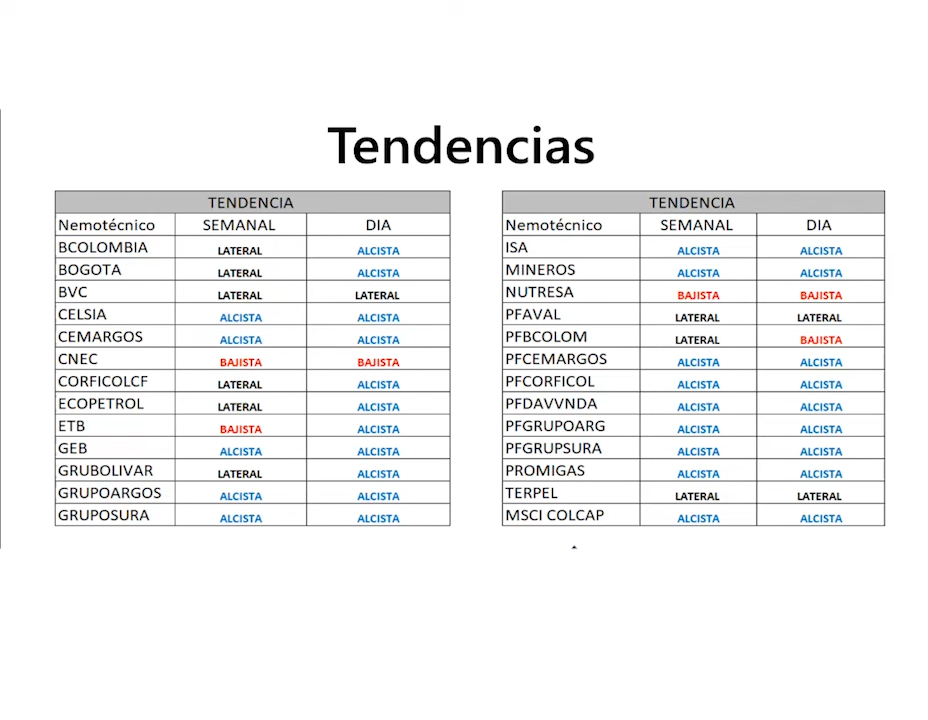 Tendencias
TENDENCIA
Nemotécnico SEMANAL DIA
BCOLOMBIA LATERAL ALCISTA
BOGOTA LATERAL ALCISTA
BVC LATERAL LATERAL
CELSIA ALCISTA ALCISTA
CEMARGOS ALCISTA ALCISTA
CNEC BAJISTA BAJISTA
CORFICOLCF LATERAL ALCISTA
ECOPETROL LATERAL ALCISTA
ETB BAJISTA ALCISTA
GEB ALCISTA ALCISTA
GRUBOLIVAR LATERAL ALCISTA
GRUPOARGOS ALCISTA ALCISTA
GRUPOSURA ALCISTA ALCISTA
TENDENCIA
Nemotécnico SEMANAL DIA
ISA ALCISTA ALCISTA
MINEROS ALCISTA ALCISTA
NUTRESA BAJISTA BAJISTA
PFAVAL LATERAL LATERAL
PFBCOLOM LATERAL BAJISTA
PFCEMARGOS ALCISTA ALCISTA
PFCORFICOL ALCISTA ALCISTA
PFDAVVNDA ALCISTA ALCISTA
PFGRUPOARG ALCISTA ALCISTA
PFGRUPSURA ALCISTA ALCISTA
PROMIGAS ALCISTA ALCISTA
TERPEL LATERAL LATERAL
MSCI COLCAP ALCISTA ALCISTA